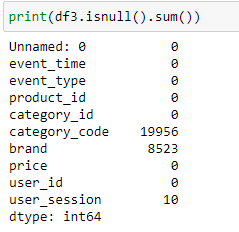 print(df3.isnull().sum())
Unnamed: 0 0
event_time 0
event_type 0
product_id 0
category_id 0
category_code 19956
brand 8523
price 0
user_id 0
user_session 10
dtype: int64